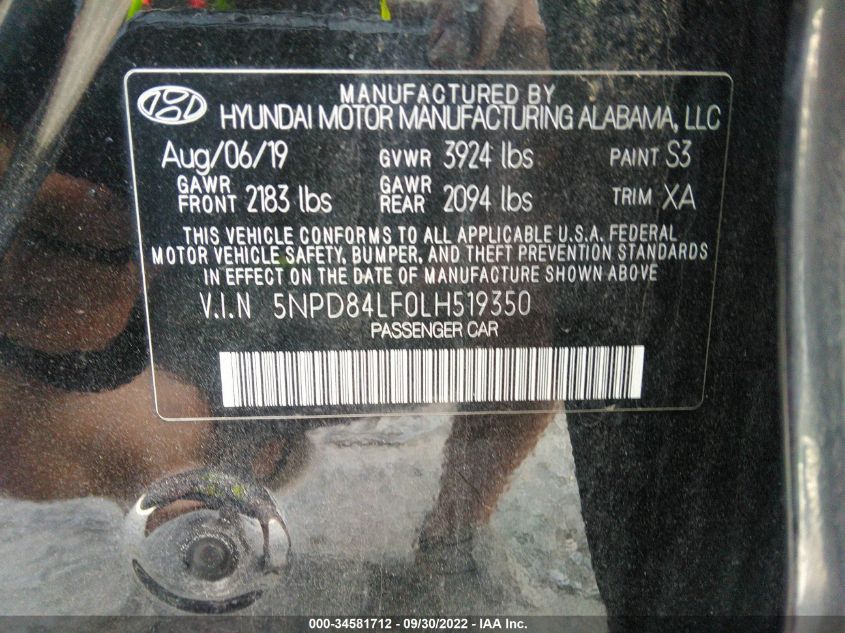 MANUFACTURED BY
HYUNDAI MOTOR MANUFACTURING ALABAMA, LLC
Aug/06/19 GVWR 3924 lbs PAINT S3
GAWR FRONT 2183 lbs GAWR REAR 2094 lbs TRIM XA
THIS VEHICLE CONFORMS TO ALL APPLICABLE U.S.A. FEDERAL
MOTOR VEHICLE SAFETY, BUMPER, AND THEFT PREVENTION STANDARDS
IN EFFECT ON THE DATE OF MANUFACTURE SHOWN ABOVE
V.I.N 5NPD84LF0LH519350
PASSENGER CAR
000-34581712 - 09/30/2022 - IAA Inc.